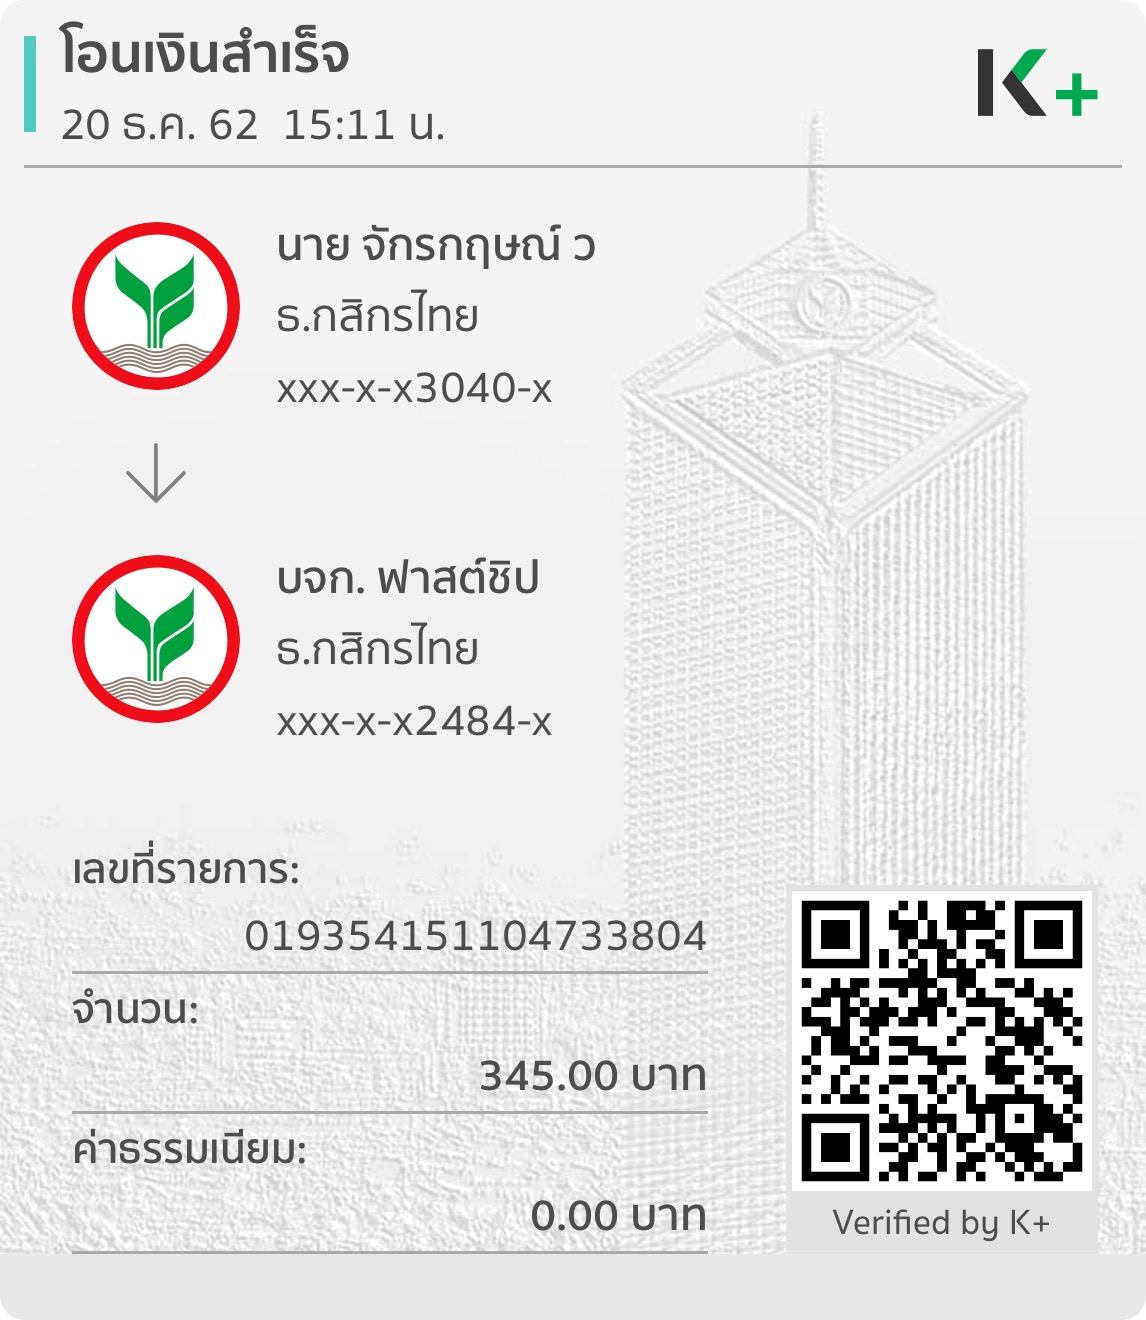 โอนเงินสำเร็จ
20 ธ.ค. 62  15:11 น.
K+
นาย จักรกฤษณ์ ว
ธ.กสิกรไทย
xxx-x-x3040-x
บจก. ฟาสต์ชิป
ธ.กสิกรไทย
xxx-x-x2484-x
เลขที่รายการ:
019354151104733804
จำนวน:
345.00 บาท
ค่าธรรมเนียม:
0.00 บาท
Verified by K+